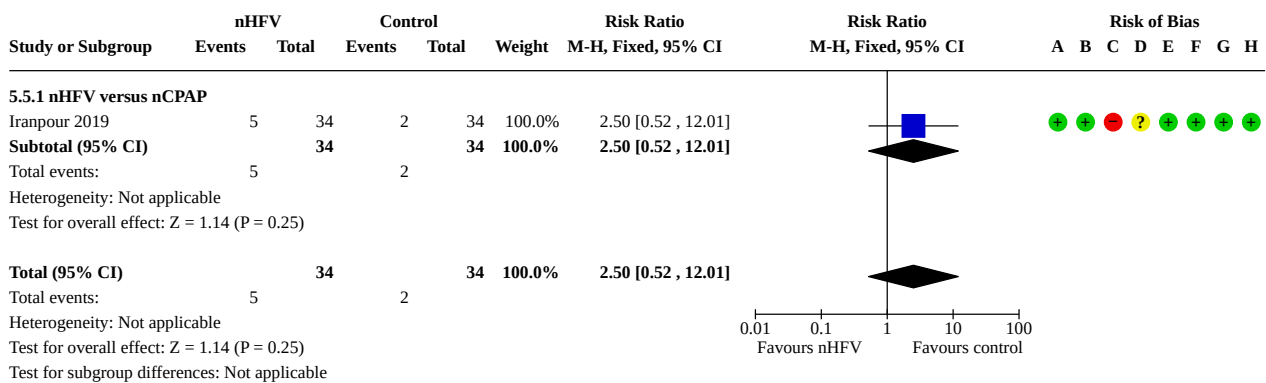 nHFV Control Risk Ratio Risk Ratio Risk of Bias
Study or Subgroup Events Total Events Total Weight M-H, Fixed, 95% CI M-H, Fixed, 95% CI A B C D E F G H
5.5.1 nHFV versus nCPAP
Iranpour 2019 5 34 2 34 100.0% 2.50 [0.52 , 12.01] + + − ? + + + +
Subtotal (95% CI) 34 34 100.0% 2.50 [0.52 , 12.01]
Total events: 5 2
Heterogeneity: Not applicable
Test for overall effect: Z = 1.14 (P = 0.25)
Total (95% CI) 34 34 100.0% 2.50 [0.52 , 12.01]
Total events: 5 2
Heterogeneity: Not applicable
0.01 0.1 1 10 100
Test for overall effect: Z = 1.14 (P = 0.25) Favours nHFV Favours control
Test for subgroup differences: Not applicable